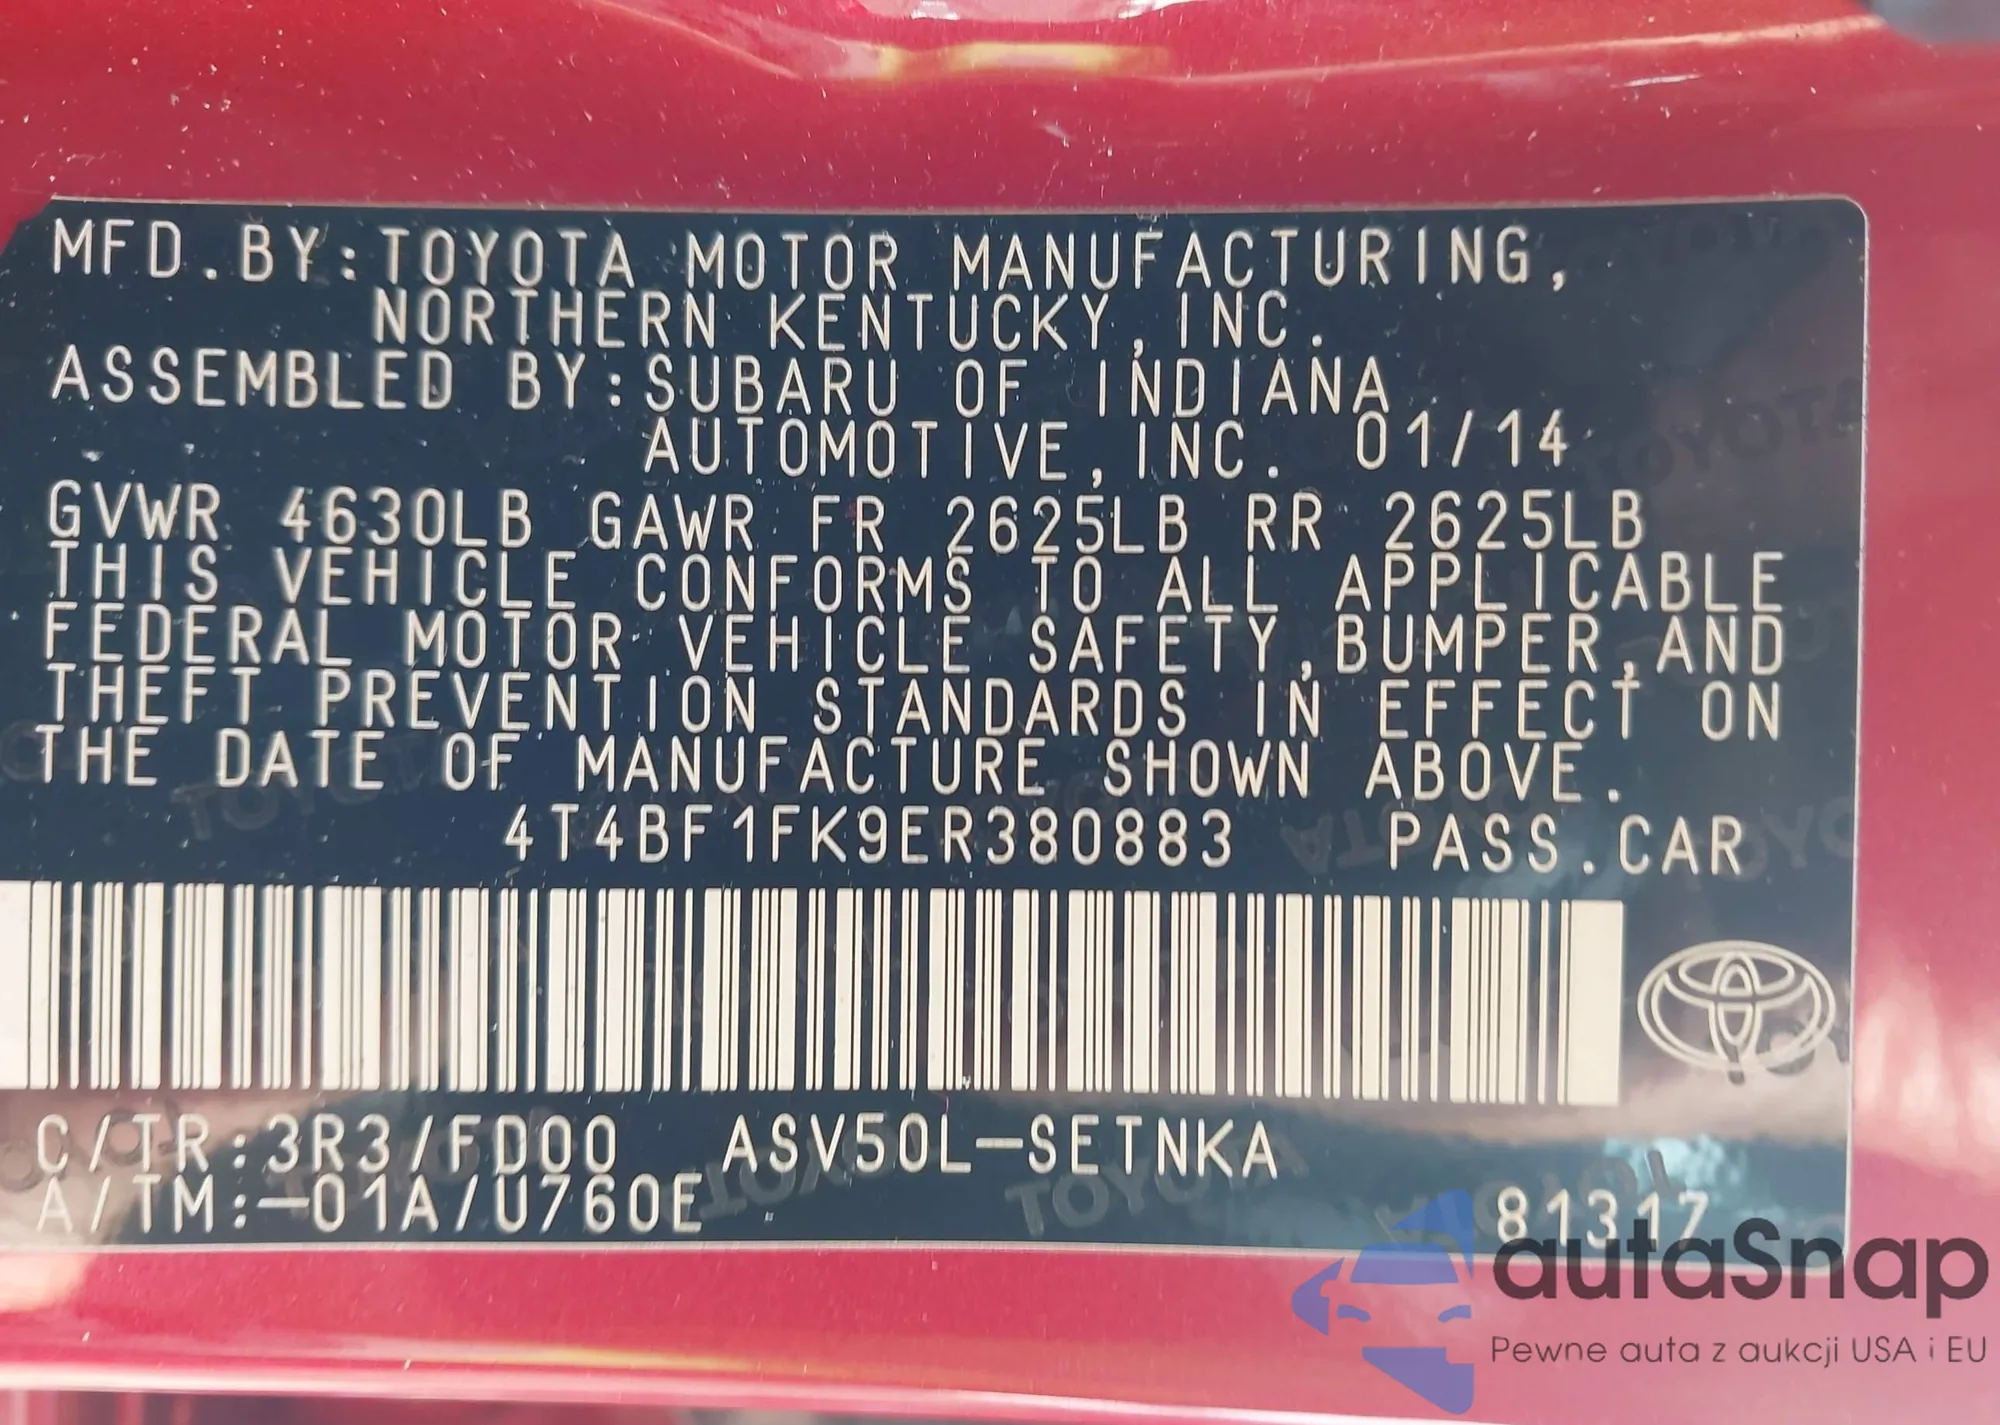 MFD.BY:TOYOTA MOTOR MANUFACTURING,
NORTHERN KENTUCKY,INC.
ASSEMBLED BY:SUBARU OF INDIANA
AUTOMOTIVE,INC. 01/14
GVWR 4630LB GAWR FR 2625LB RR 2625LB
THIS VEHICLE CONFORMS TO ALL APPLICABLE
FEDERAL MOTOR VEHICLE SAFETY,BUMPER,AND
THEFT PREVENTION STANDARDS IN EFFECT ON
THE DATE OF MANUFACTURE SHOWN ABOVE.
4T4BF1FK9ER380883 PASS.CAR
C/TR:3R3/FD00 ASV50L-SETNKA
A/TM:-01A/U760E 81317
autaSnap
Pewne auta z aukcji USA i EU